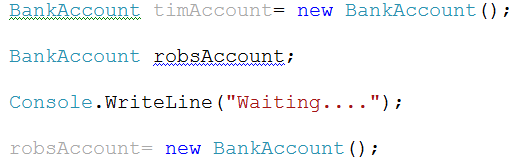 BankAccount timAccount= new BankAccount();
BankAccount robsAccount;
Console.WriteLine("Waiting....");
robsAccount= new BankAccount();